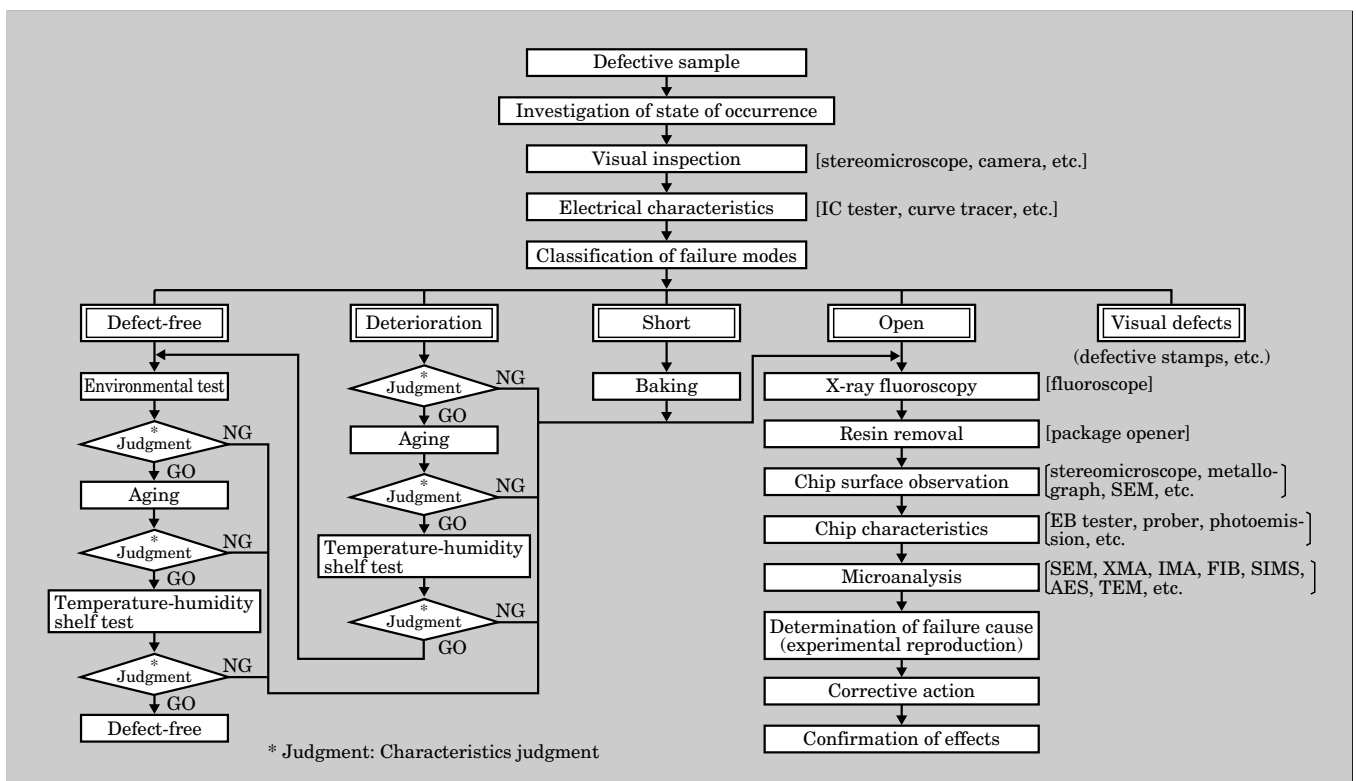 Defective sample
Investigation of state of occurrence
Visual inspection
[stereomicroscope, camera, etc.]
Electrical characteristics
[IC tester, curve tracer, etc.]
Classification of failure modes
Defect-free
Deterioration
Short
Open
Visual defects
(defective stamps, etc.)
Environmental test
*
Judgment
NG
GO
Aging
*
Judgment
NG
GO
Temperature-humidity
shelf test
*
Judgment
NG
GO
Defect-free
*
Judgment
NG
GO
Aging
*
Judgment
NG
GO
Temperature-humidity
shelf test
*
Judgment
NG
GO
Baking
X-ray fluoroscopy
[fluoroscope]
Resin removal
[package opener]
Chip surface observation
[stereomicroscope, metallo-
graph, SEM, etc.]
Chip characteristics
[EB tester, prober, photoemis-
sion, etc.]
Microanalysis
[SEM, XMA, IMA, FIB, SIMS,
AES, TEM, etc.]
Determination of failure cause
(experimental reproduction)
Corrective action
Confirmation of effects
* Judgment: Characteristics judgment